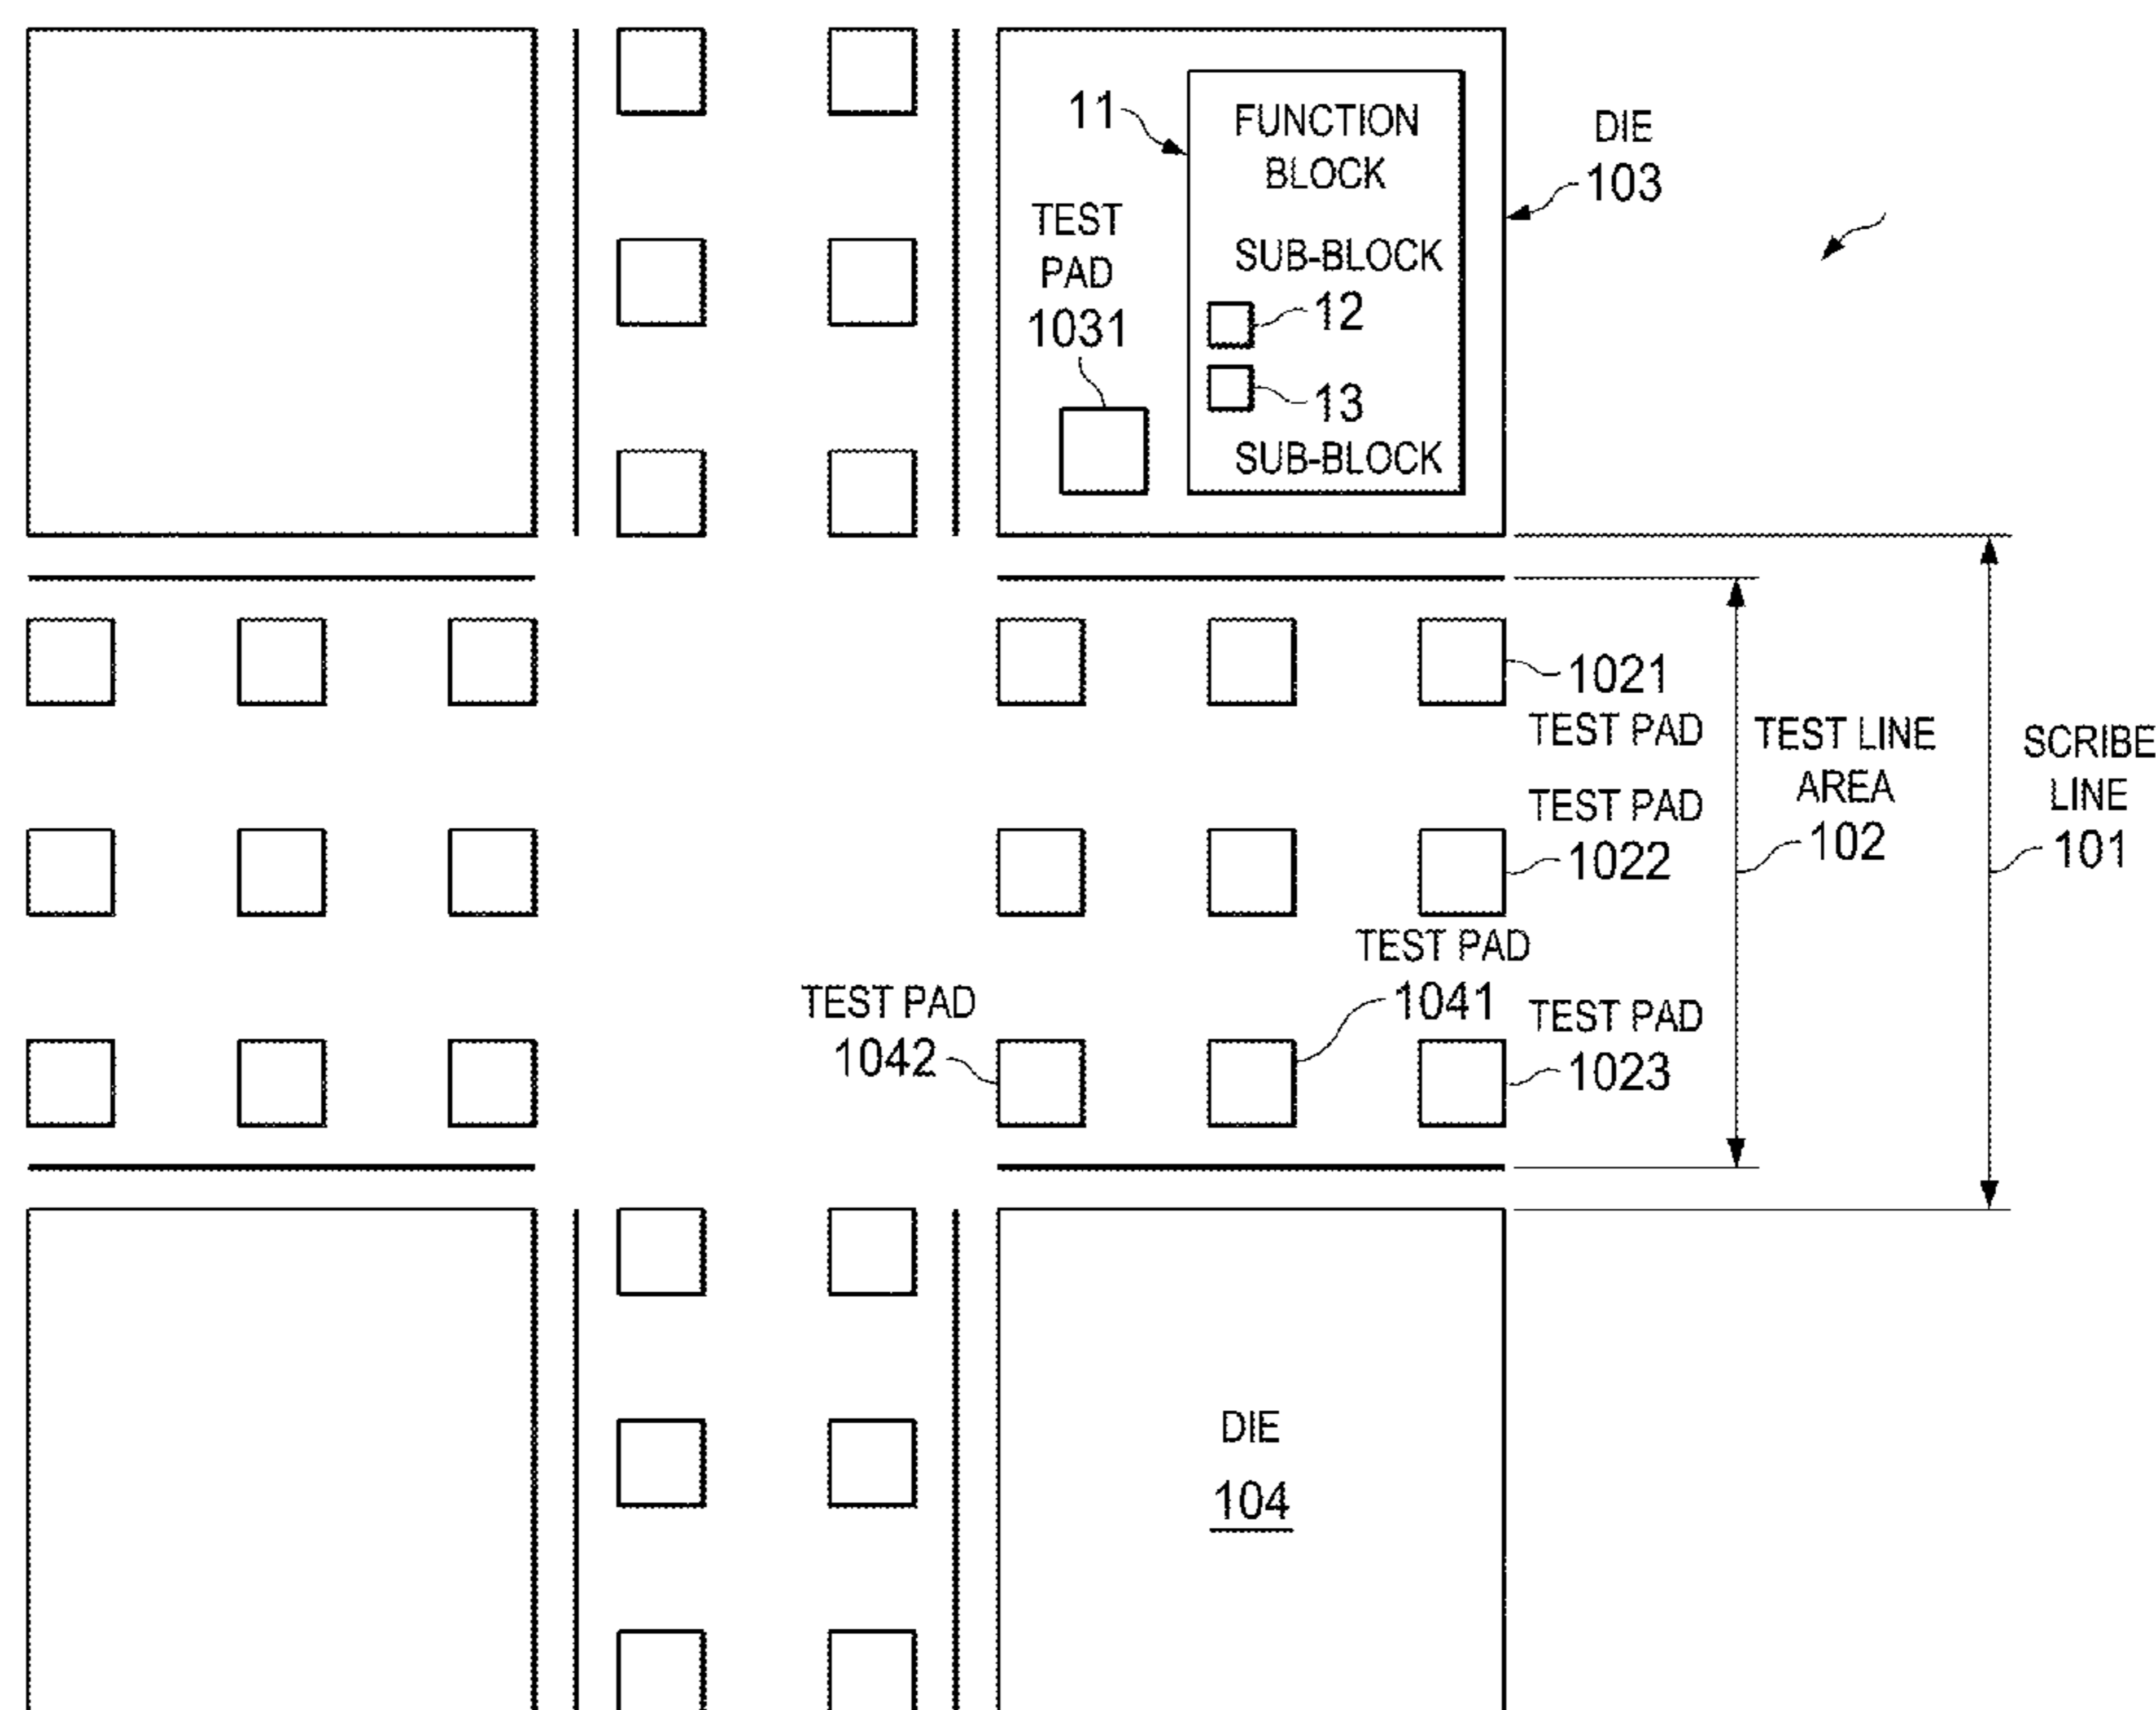 11
FUNCTION
BLOCK
DIE
103
TEST
PAD
1031
SUB-BLOCK
12
13
SUB-BLOCK
1021
TEST PAD
TEST PAD
1022
TEST LINE
AREA
102
SCRIBE
LINE
101
TEST PAD
1041
TEST PAD
1042
TEST PAD
1023
DIE
104